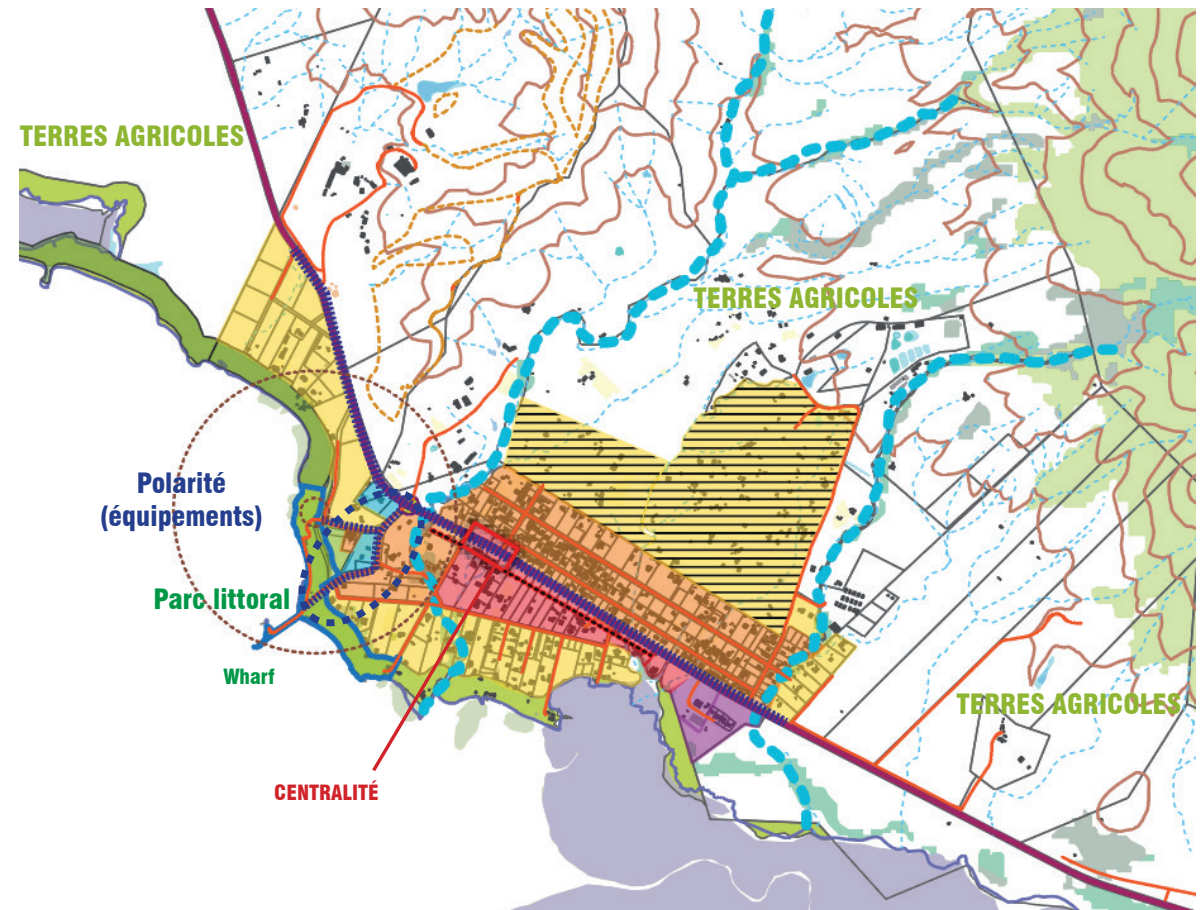 TERRES AGRICOLES
TERRES AGRICOLES
Polarité
(équipements)
Parc littoral
Wharf
TERRES AGRICOLES
CENTRALITÉ